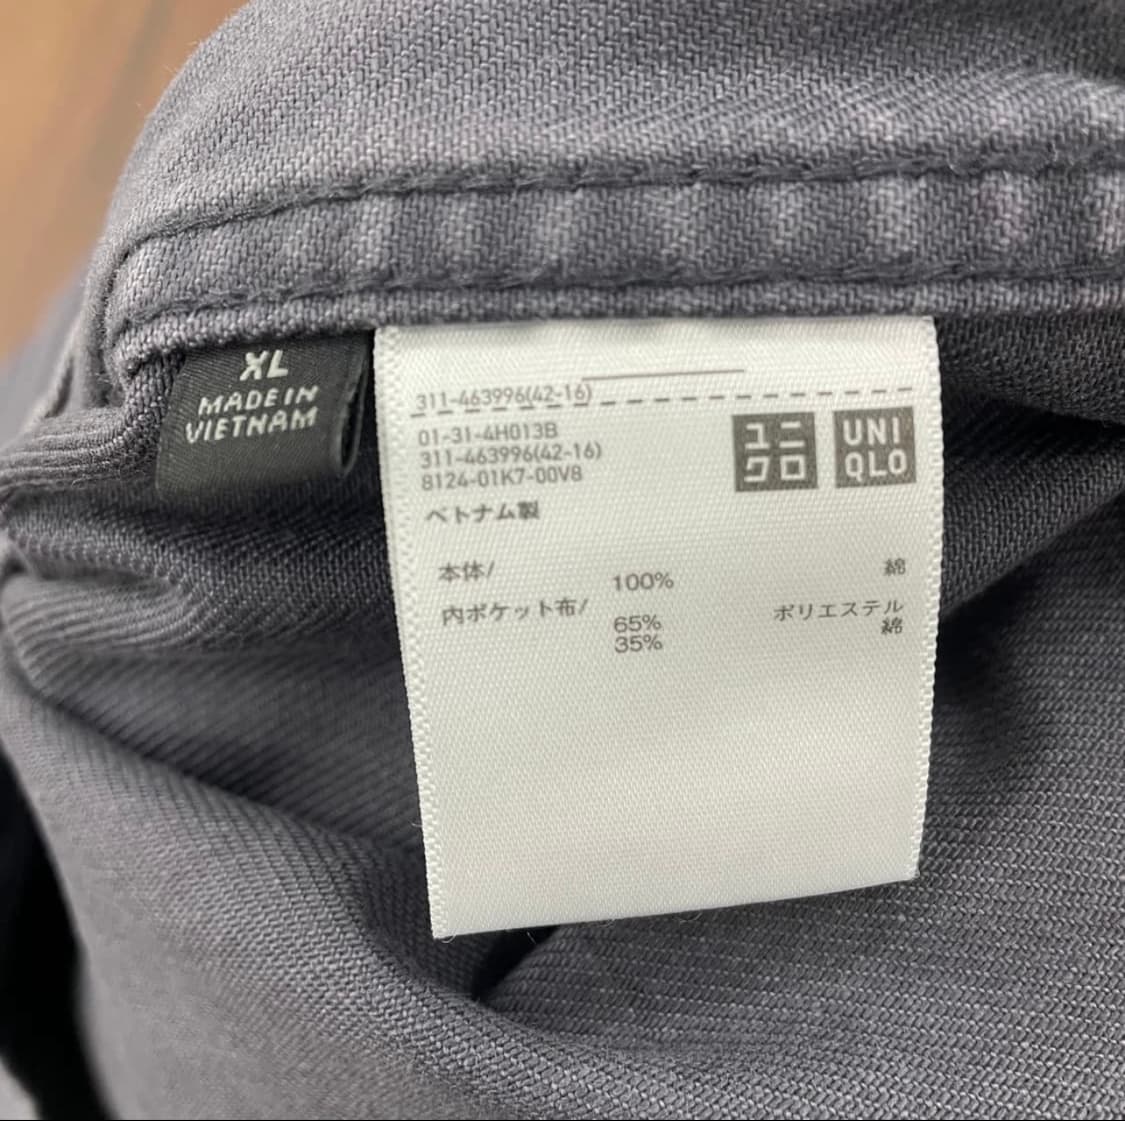 XL
MADE IN
VIETNAM
311-463996(42-16)
01-31-4H013B
311-463996(42-16)
8124-01K7-00V8
ユニ
クロ
UNI
QLO
ベトナム製
本体/
100% 綿
内ポケット布/
65% ポリエステル
35% 綿